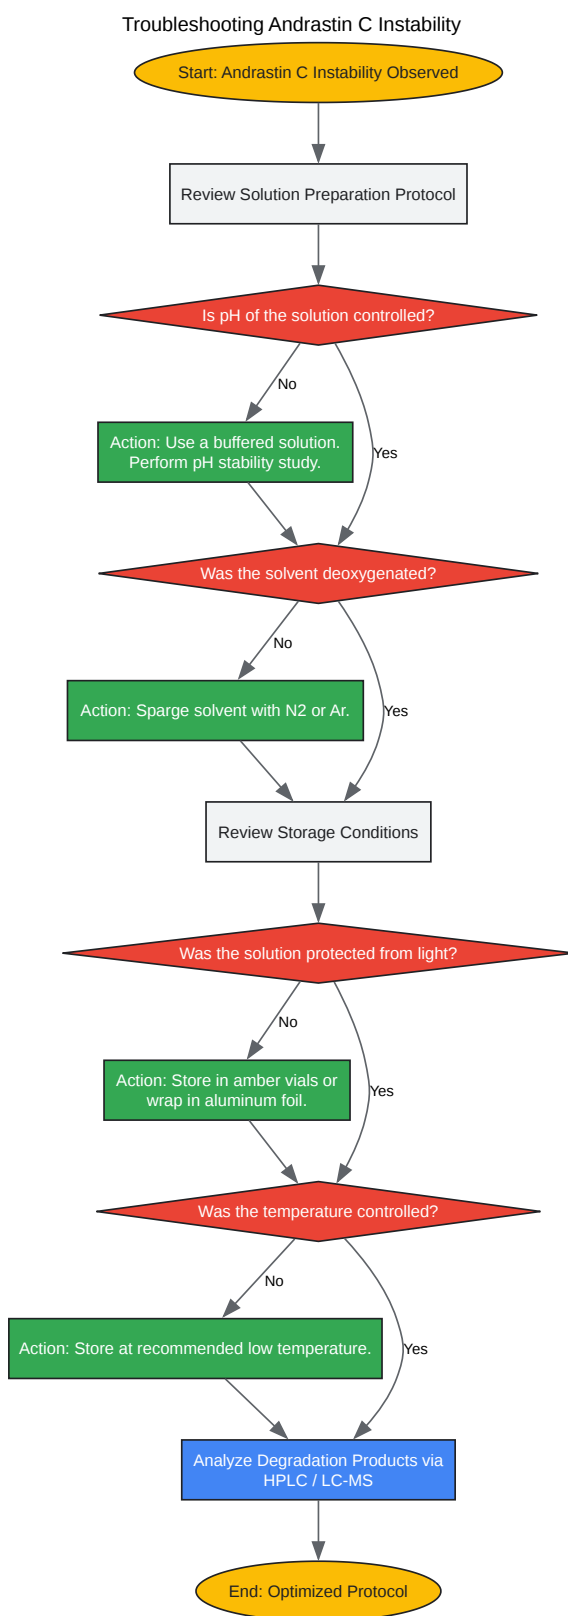 Troubleshooting Andrastin C Instability
Start: Andrastin C Instability Observed
Review Solution Preparation Protocol
Is pH of the solution controlled?
No
Yes
Action: Use a buffered solution.
Perform pH stability study.
Was the solvent deoxygenated?
No
Yes
Action: Sparge solvent with N2 or Ar.
Review Storage Conditions
Was the solution protected from light?
No
Yes
Action: Store in amber vials or
wrap in aluminum foil.
Was the temperature controlled?
No
Yes
Action: Store at recommended low temperature.
Analyze Degradation Products via
HPLC / LC-MS
End: Optimized Protocol